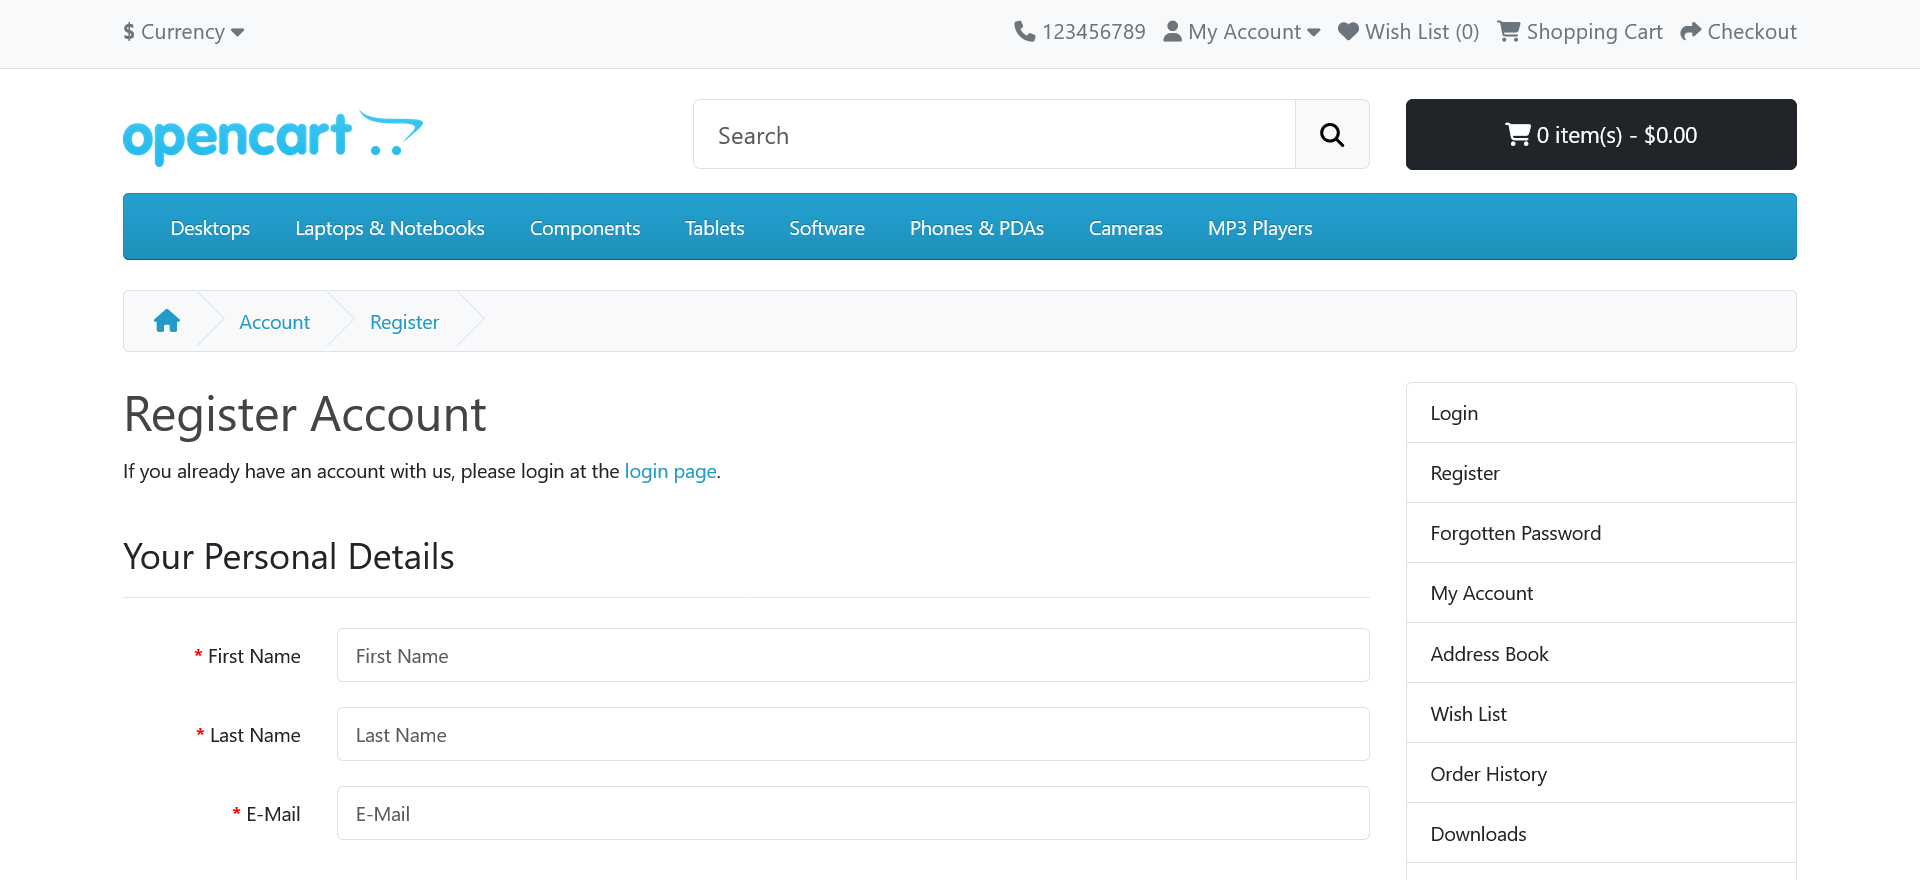 $ Currency
123456789 My Account Wish List (0) Shopping Cart Checkout
opencart
Search
0 item(s) - $0.00
Desktops Laptops & Notebooks Components Tablets Software Phones & PDAs Cameras MP3 Players
Account Register
Register Account
If you already have an account with us, please login at the login page.
Your Personal Details
* First Name First Name
* Last Name Last Name
* E-Mail E-Mail
Login
Register
Forgotten Password
My Account
Address Book
Wish List
Order History
Downloads